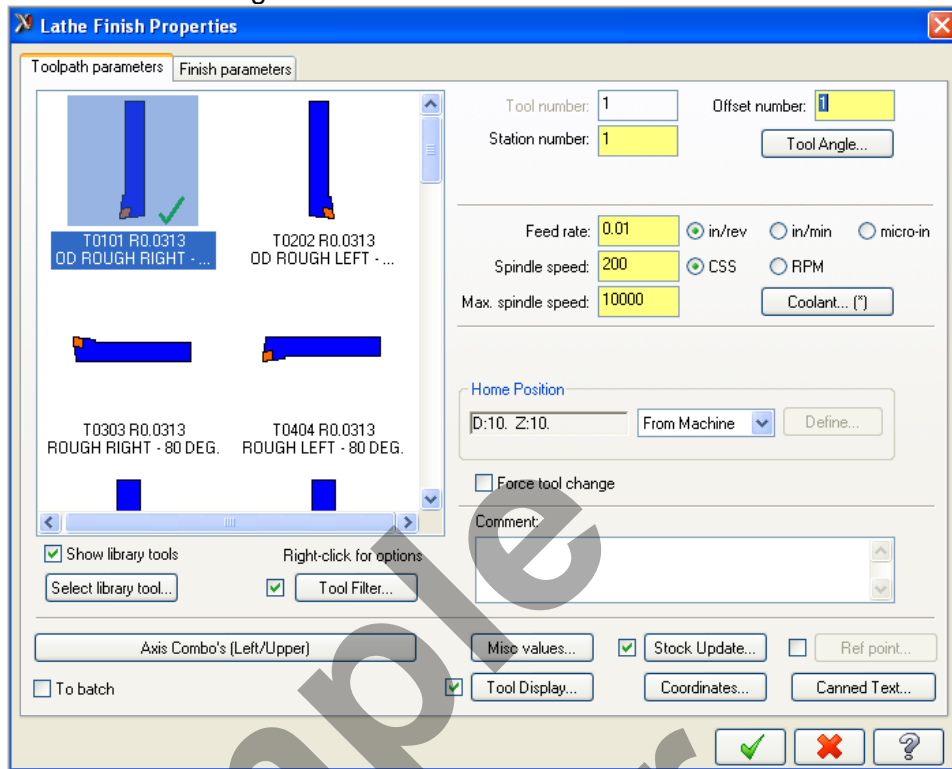 Lathe Finish Properties
Toolpath parameters Finish parameters
Tool number: 1 Offset number: 1
Station number: 1 Tool Angle...
T0101 R0.0313
OD ROUGH RIGHT - ...
T0202 R0.0313
OD ROUGH LEFT - ...
Feed rate: 0.01 in/rev in/min micro-in
Spindle speed: 200 CSS RPM
Max. spindle speed: 10000 Coolant... (*)
T0303 R0.0313
ROUGH RIGHT - 80 DEG.
T0404 R0.0313
ROUGH LEFT - 80 DEG.
Home Position
D:10. Z:10. From Machine Define...
Force tool change
Comment:
Show library tools Right-click for options
Select library tool... Tool Filter...
Axis Combo's (Left/Upper) Misc values... Stock Update... Ref point...
To batch Tool Display... Coordinates... Canned Text...